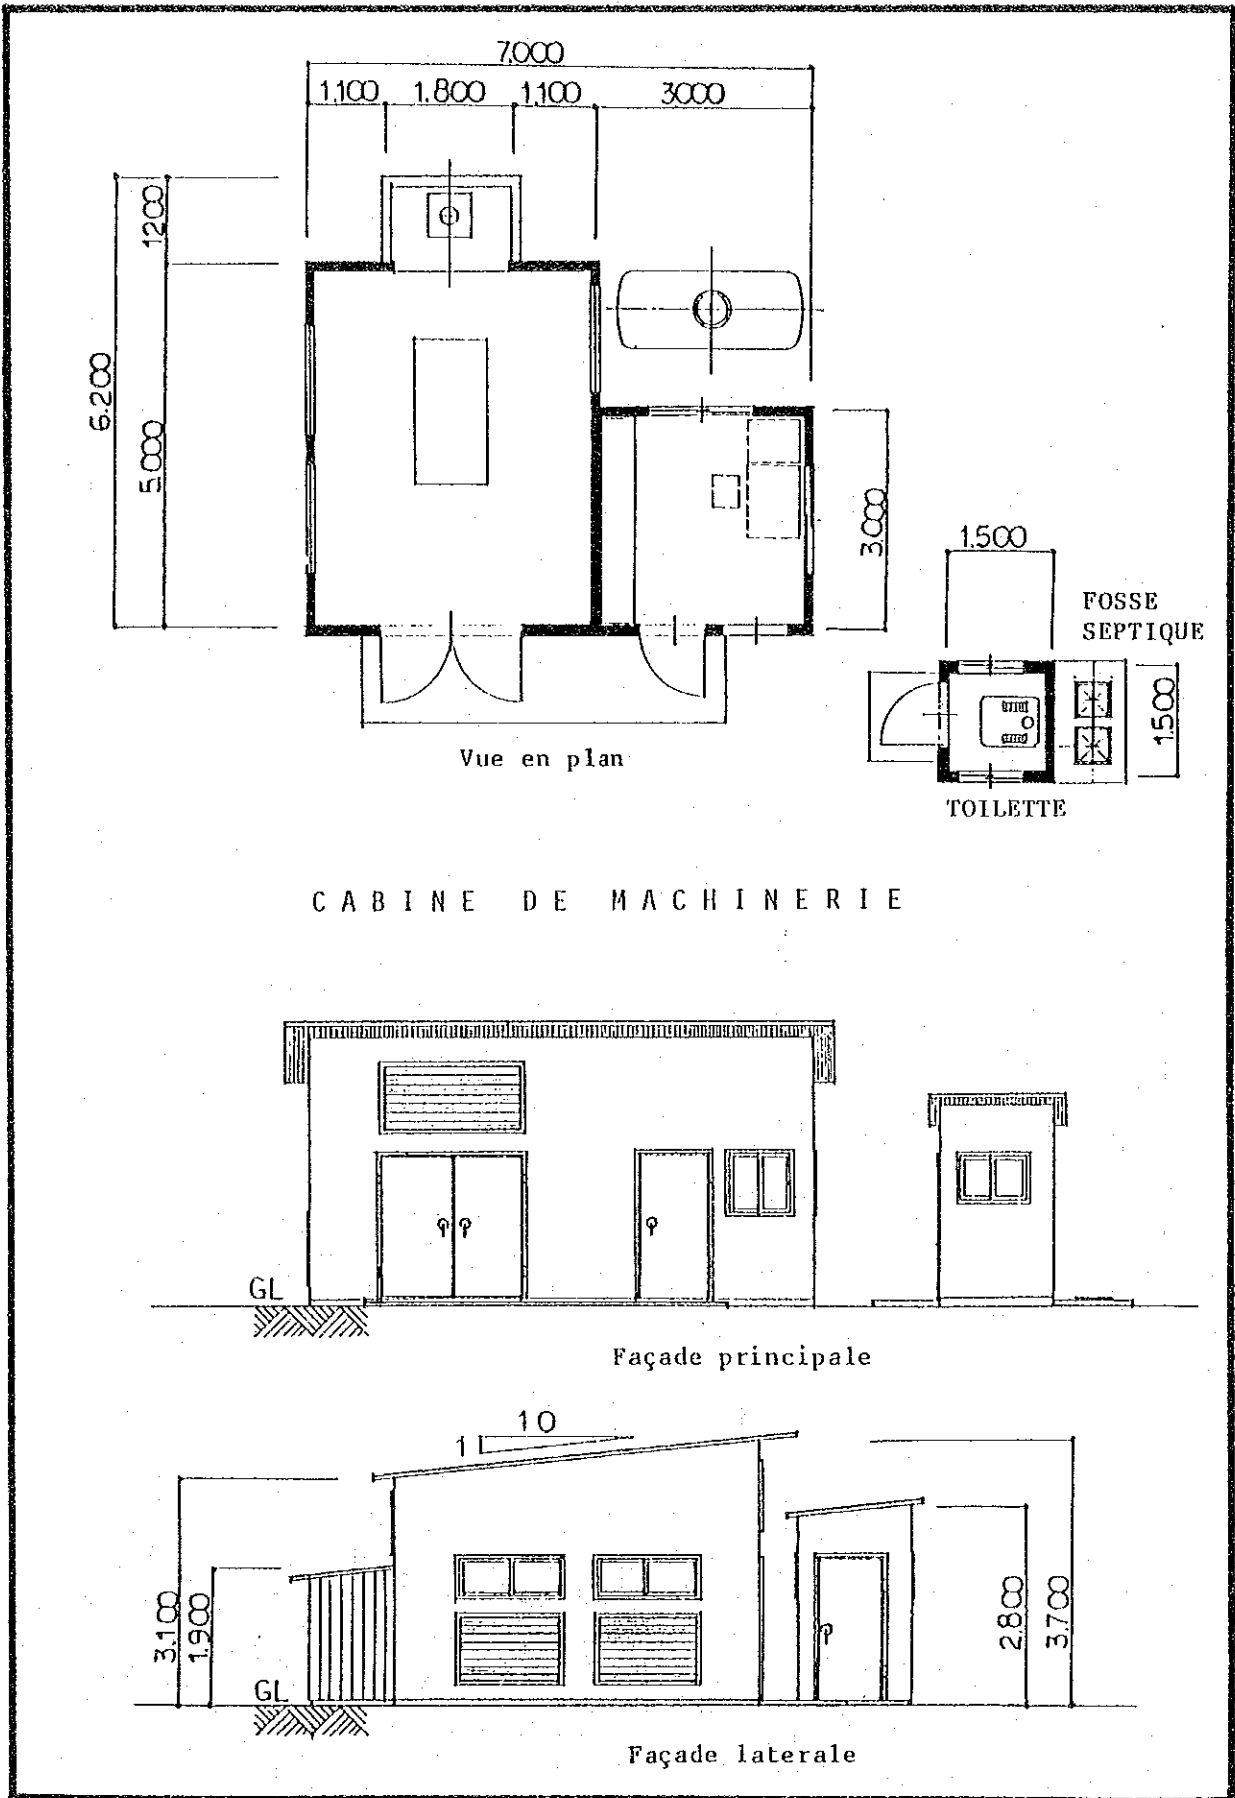 7,000
1,100 1.800 1,100 3000
1200
6.200
5.000
3.000
1.500
FOSSE
SEPTIQUE
1.500
Vue en plan
TOILETTE
CABINE DE MACHINERIE
GL
Façade principale
10
1
3.100
1.900
2.800
3.700
GL
Façade laterale